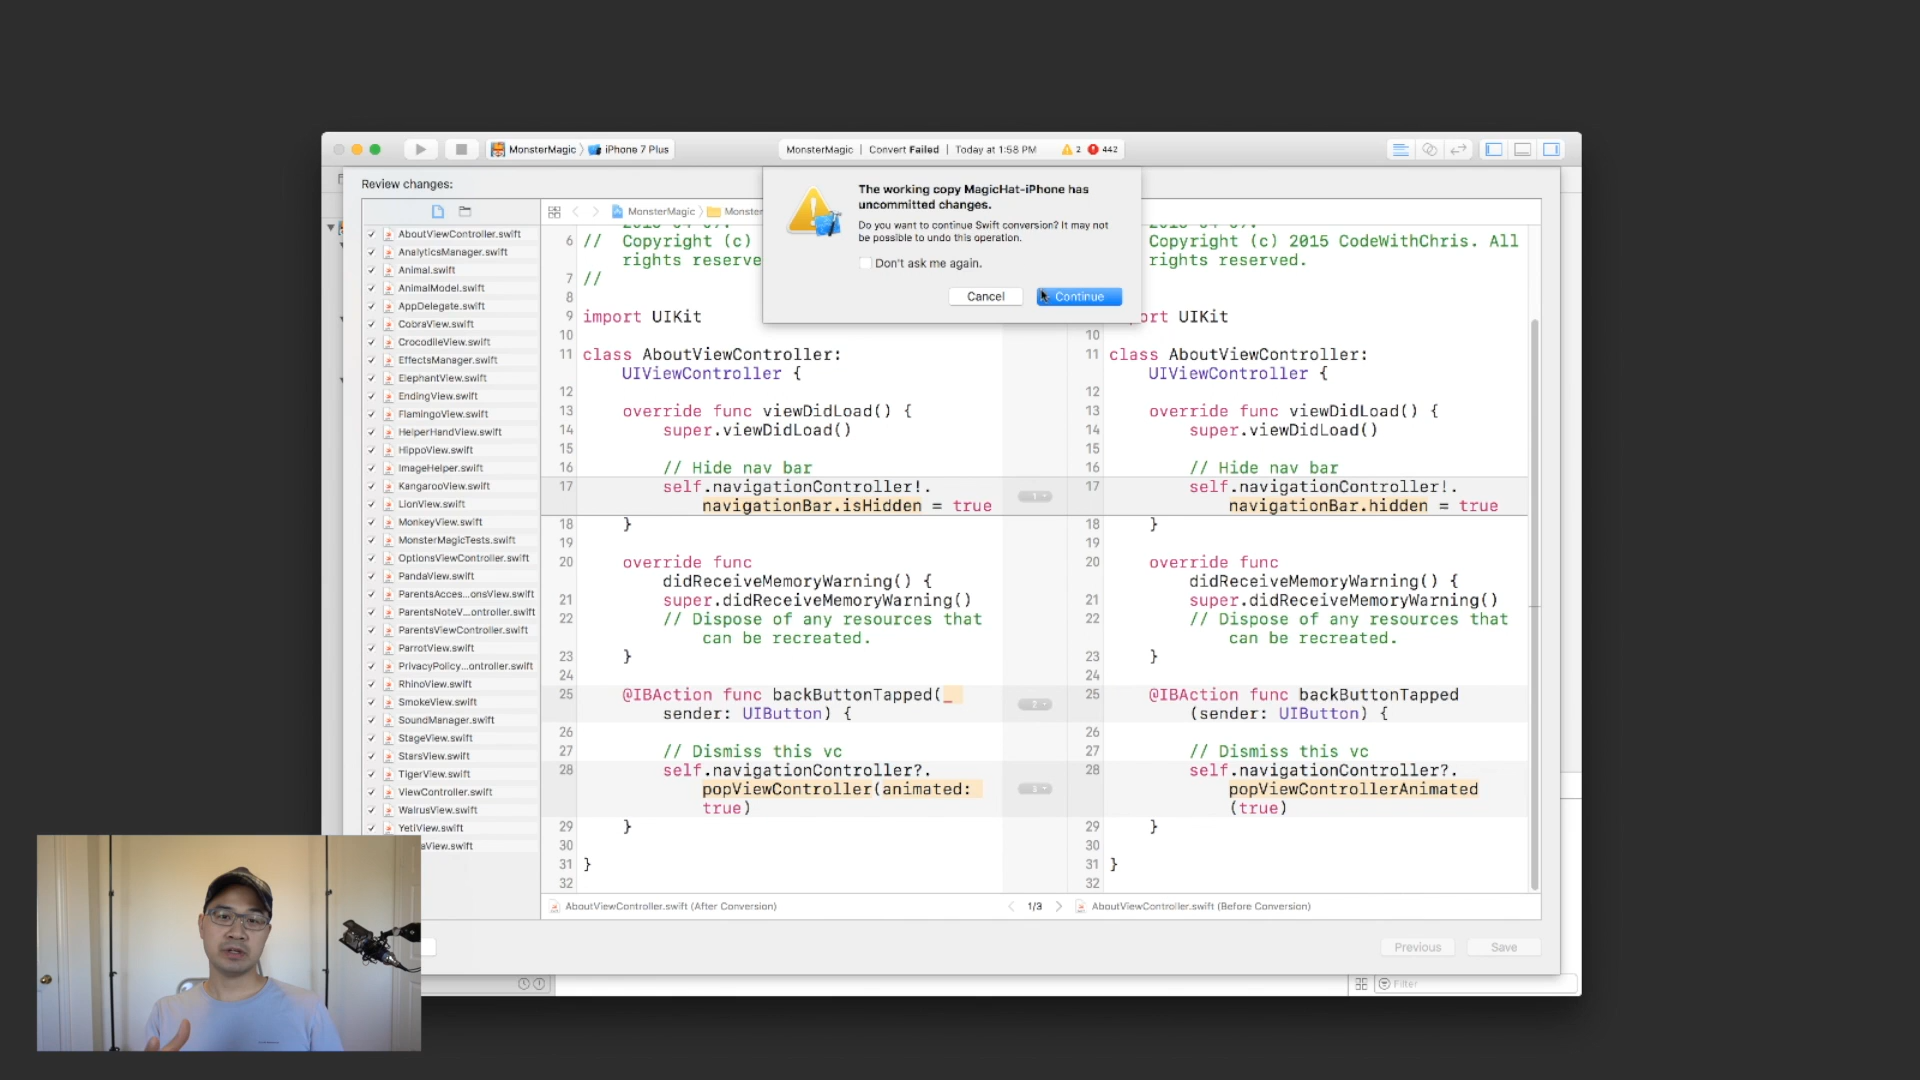 MonsterMagic 〉 iPhone 7 Plus
MonsterMagic | Convert Failed | Today at 1:58 PM 2 442
Review changes:
The working copy MagicHat-iPhone has
uncommitted changes.
Do you want to continue Swift conversion? It may not
be possible to undo this operation.
Don't ask me again.
Cancel
Continue
AboutViewController.swift
AnalyticsManager.swift
Animal.swift
AnimalModel.swift
AppDelegate.swift
CobraView.swift
CrocodileView.swift
EffectsManager.swift
ElephantView.swift
EndingView.swift
FlamingoView.swift
HelperHandView.swift
HippoView.swift
ImageHelper.swift
KangarooView.swift
LionView.swift
MonkeyView.swift
MonsterMagicTests.swift
OptionsViewController.swift
PandaView.swift
ParentsAcces...onsView.swift
ParentsNoteV...ontroller.swift
ParentsViewController.swift
ParrotView.swift
PrivacyPolicy...ontroller.swift
RhinoView.swift
SmokeView.swift
SoundManager.swift
StageView.swift
StarsView.swift
TigerView.swift
ViewController.swift
WalrusView.swift
YetiView.swift
aView.swift
MonsterMagic 〉 Monster
6 // Copyright (c)
rights reserve
7 //
8
9 import UIKit
10
11 class AboutViewController:
UIViewController {
12
13 override func viewDidLoad() {
14 super.viewDidLoad()
15
16 // Hide nav bar
17 self.navigationController!.
navigationBar.isHidden = true
18 }
19
20 override func
didReceiveMemoryWarning() {
21 super.didReceiveMemoryWarning()
22 // Dispose of any resources that
can be recreated.
23 }
24
25 @IBAction func backButtonTapped(_
sender: UIButton) {
26
27 // Dismiss this vc
28 self.navigationController?.
popViewController(animated:
true)
29 }
30
31 }
32
1
2
3
Copyright (c) 2015 CodeWithChris. All
rights reserved.
ort UIKit
10
11 class AboutViewController:
UIViewController {
12
13 override func viewDidLoad() {
14 super.viewDidLoad()
15
16 // Hide nav bar
17 self.navigationController!.
navigationBar.hidden = true
18 }
19
20 override func
didReceiveMemoryWarning() {
21 super.didReceiveMemoryWarning()
22 // Dispose of any resources that
can be recreated.
23 }
24
25 @IBAction func backButtonTapped
(sender: UIButton) {
26
27 // Dismiss this vc
28 self.navigationController?.
popViewControllerAnimated
(true)
29 }
30
31 }
32
AboutViewController.swift (After Conversion)
1/3
AboutViewController.swift (Before Conversion)
Previous
Save
Filter